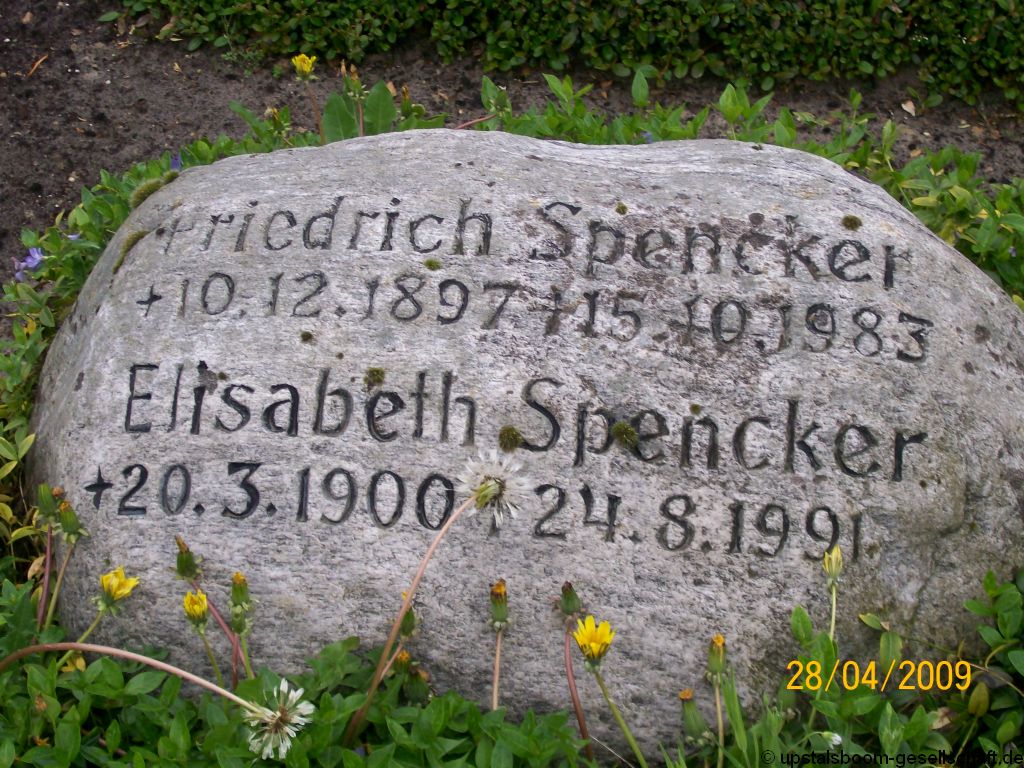 Friedrich Spencker
*10.12.1897 †15.10.1983
Elisabeth Spencker
*20.3.1900 24.8.1991
28/04/2009
© upstalsboom-gesellschaft.de